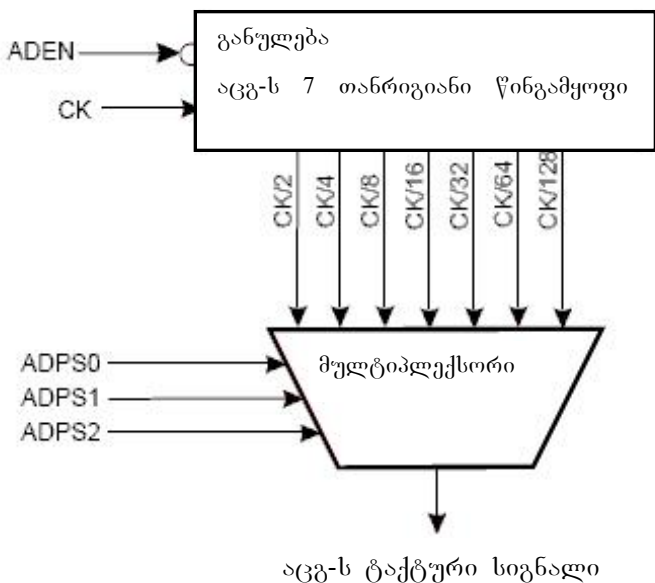 განულება
ADEN
აცგ-ს 7 თანრიგიანი წინგამყოფი
CK
CK/2
CK/4
CK/8
CK/16
CK/32
CK/64
CK/128
მულტიპლექსორი
ADPS0
ADPS1
ADPS2
აცგ-ს ტაქტური სიგნალი